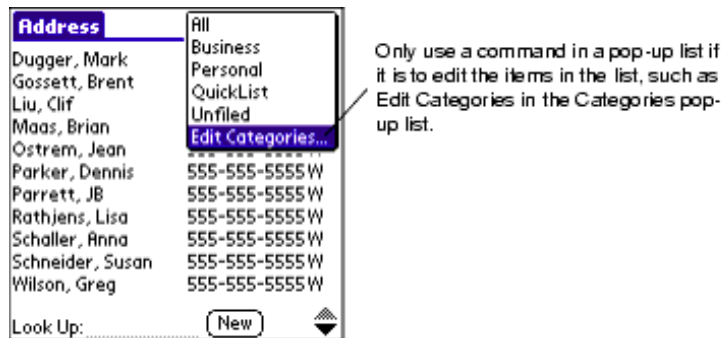 Address
All
Business
Personal
QuickList
Unfiled
Edit Categories...
Dugger, Mark
Gossett, Brent
Liu, Clif
Maas, Brian
Ostrem, Jean
Parker, Dennis 555-555-5555 W
Parrett, JB 555-555-5555 W
Rathjens, Lisa 555-555-5555 W
Schaller, Anna 555-555-5555 W
Schneider, Susan 555-555-5555 W
Wilson, Greg 555-555-5555 W
Look Up: New
Only use a command in a pop-up list if
it is to edit the items in the list, such as
Edit Categories in the Categories pop-
up list.